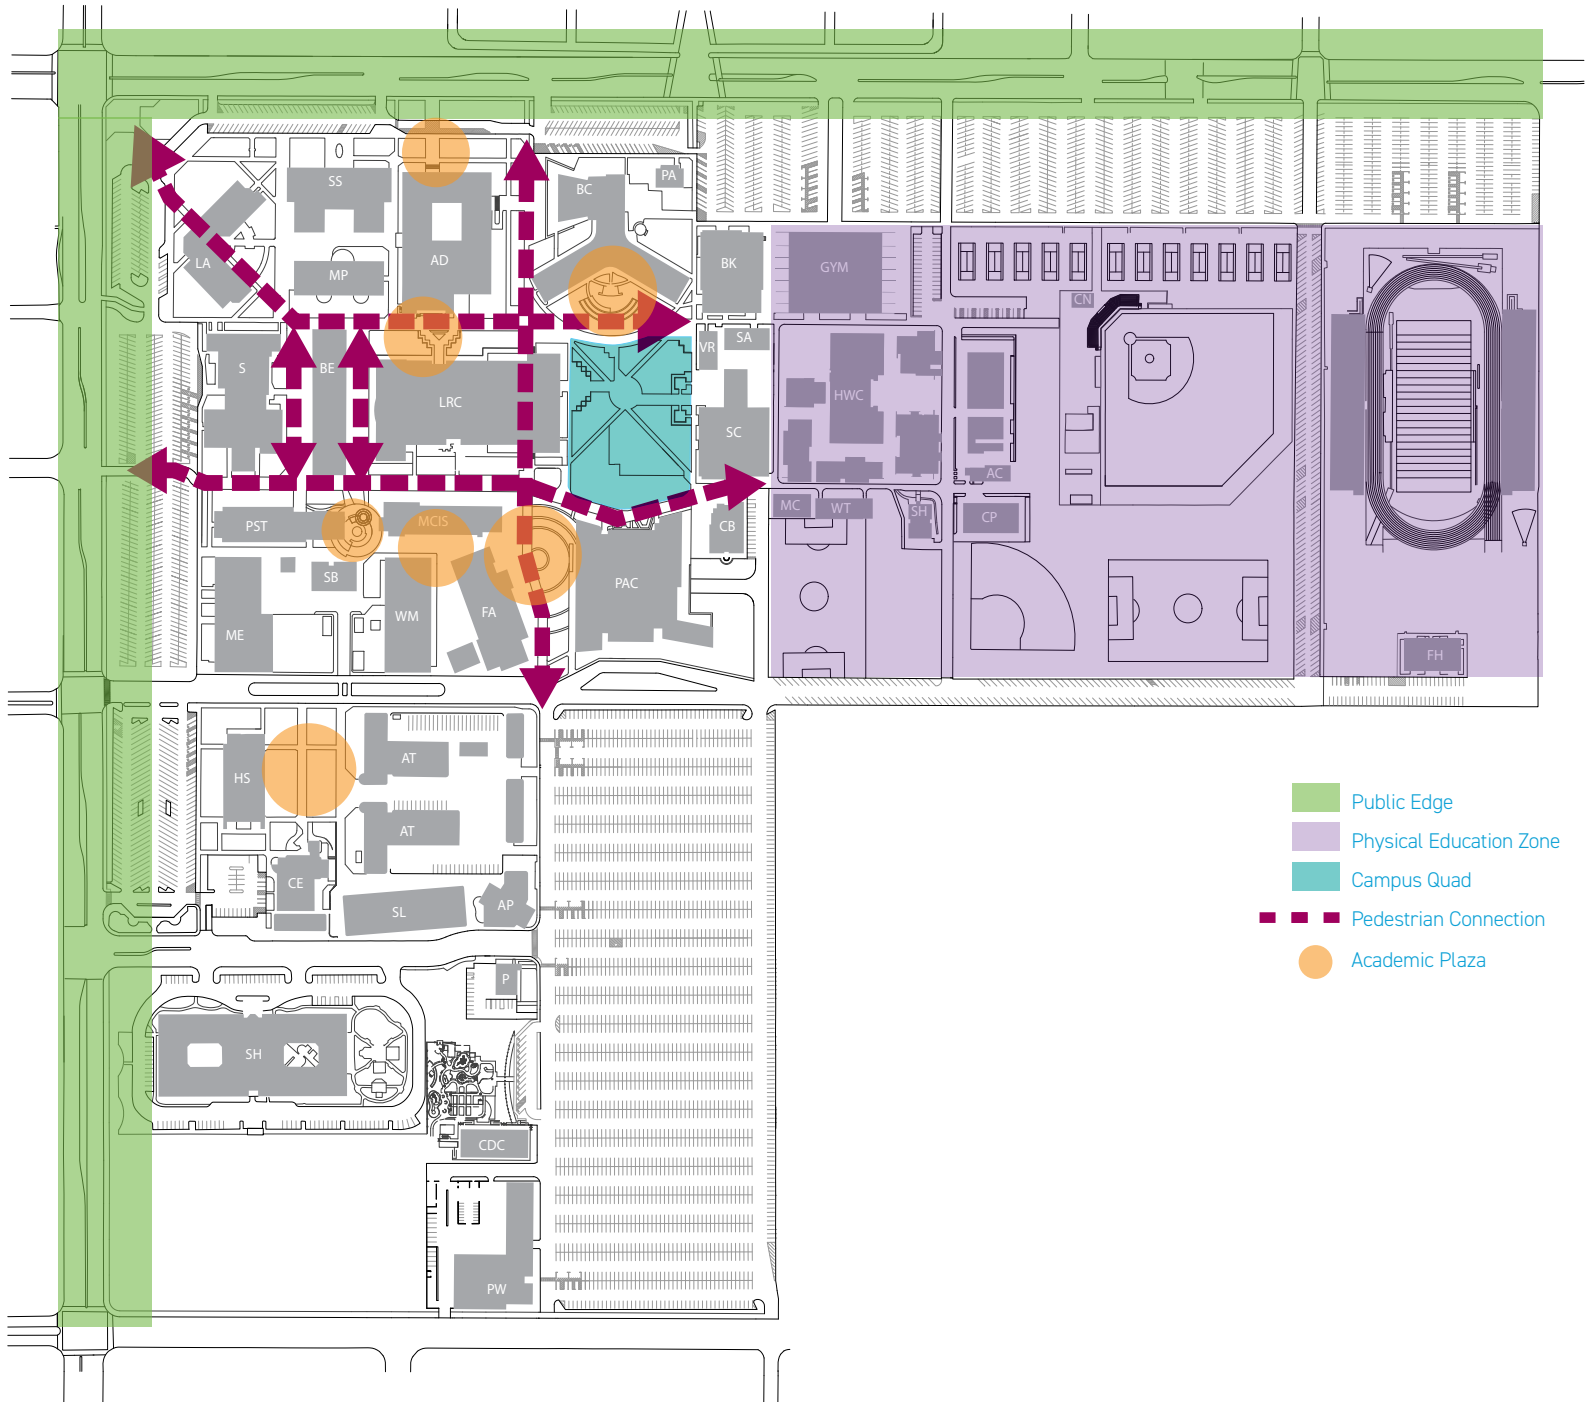 SS
PA
BC
LA
AD
MP
BK
GYM
CN
VR
SA
S
BE
LRC
SC
HWC
AC
MC
WT
SH
CP
PST
MCIS
CB
SB
PAC
ME
WM
FA
FH
HS
AT
AT
CE
SL
AP
P
SH
CDC
PW
Public Edge
Physical Education Zone
Campus Quad
Pedestrian Connection
Academic Plaza